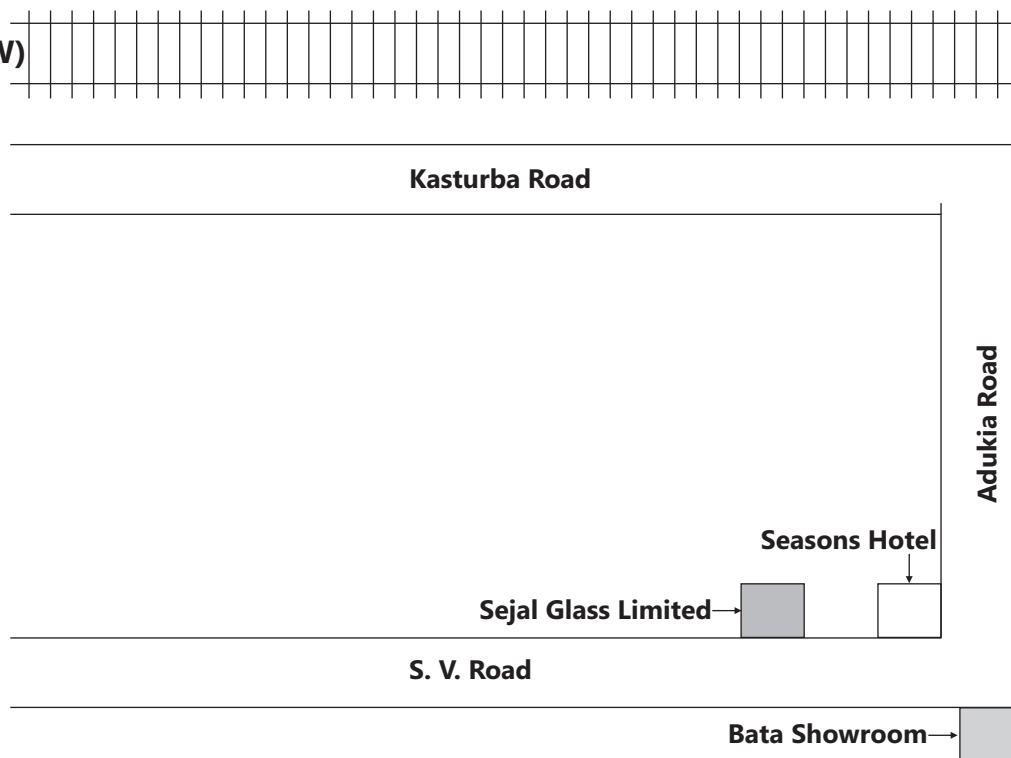 W)
Kasturba Road
Adukia Road
Seasons Hotel
Sejal Glass Limited
S. V. Road
Bata Showroom